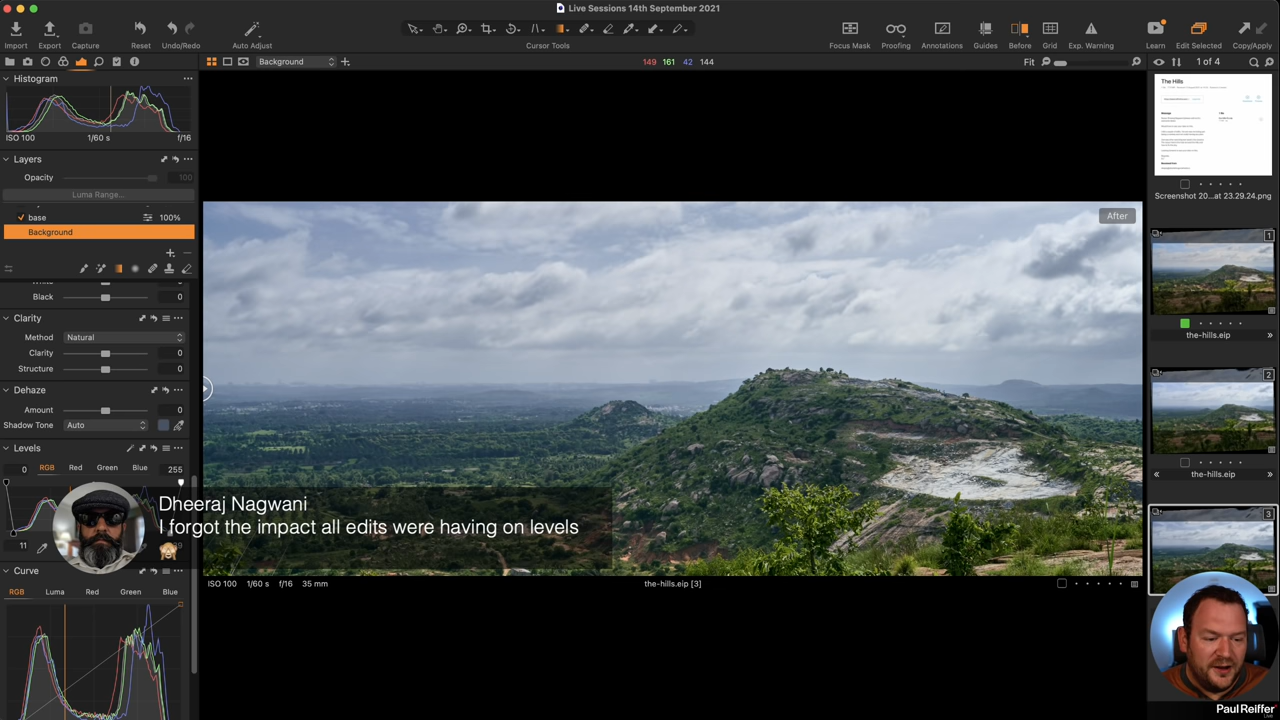 Live Sessions 14th September 2021
Import Export Capture Reset Undo/Redo Auto Adjust Cursor Tools Focus Mask Proofing Annotations Guides Before Grid Exp. Warning Learn Edit Selected Copy/Apply
Background
149 161 42 144
Fit
1 of 4
Histogram
ISO 100 1/60 s f/16
Layers
Opacity 100
Luma Range...
base 100%
Background
Black 0
Clarity
Method Natural
Clarity 0
Structure 0
Dehaze
Amount 0
Shadow Tone Auto
Levels
0 RGB Red Green Blue 255
11
Curve
RGB Luma Red Green Blue
After
Dheeraj Nagwani
I forgot the impact all edits were having on levels
ISO 100 1/60 s f/16 35 mm
the-hills.eip [3]
The Hills
Screenshot 20...at 23.29.24.png
1
the-hills.eip
2
the-hills.eip
3
Paul Reiffer
Live